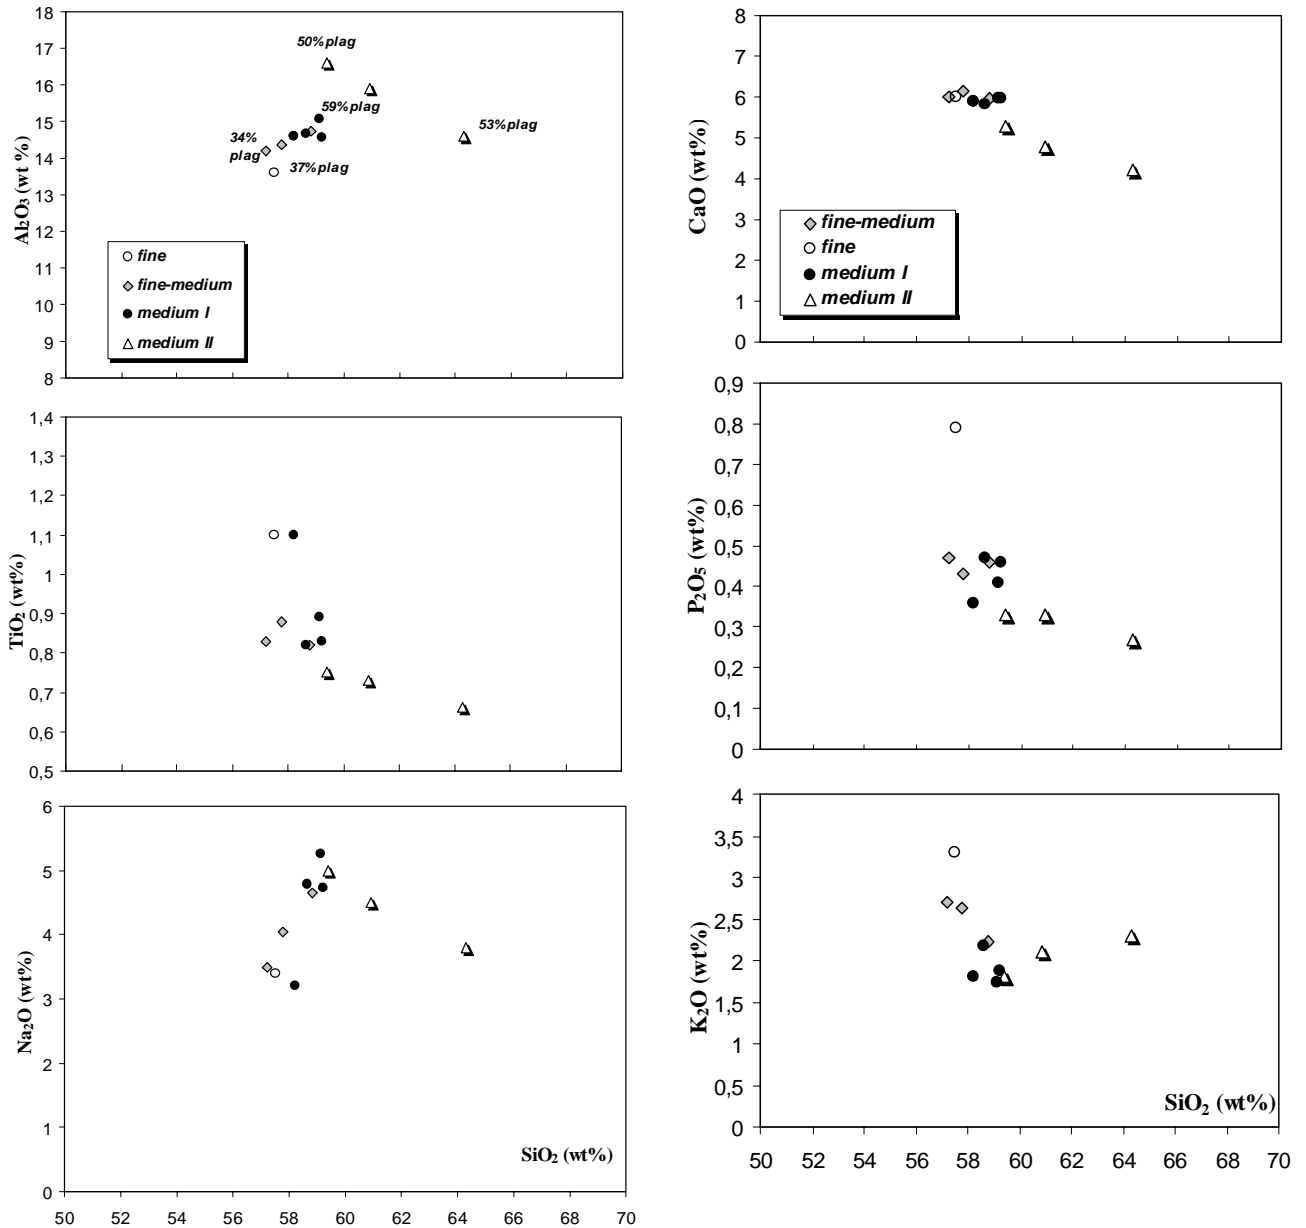 18
17
16
15
14
13
12
11
10
9
8
Al₂O₃ (wt %)
50%plag
59%plag
53%plag
34%
plag
37%plag
fine
fine-medium
medium I
medium II
8
7
6
5
4
3
2
1
0
CaO (wt%)
fine-medium
fine
medium I
medium II
1,4
1,3
1,2
1,1
1
0,9
0,8
0,7
0,6
0,5
TiO₂ (wt%)
0,9
0,8
0,7
0,6
0,5
0,4
0,3
0,2
0,1
0
P₂O₅ (wt%)
6
5
4
3
2
1
0
Na₂O (wt%)
SiO₂ (wt%)
50 52 54 56 58 60 62 64 66 68 70
4
3,5
3
2,5
2
1,5
1
0,5
0
K₂O (wt%)
SiO₂ (wt%)
50 52 54 56 58 60 62 64 66 68 70